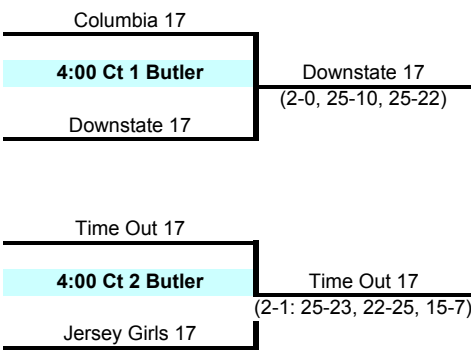 Columbia 17
4:00 Ct 1 Butler
Downstate 17
(2-0, 25-10, 25-22)
Downstate 17
Time Out 17
4:00 Ct 2 Butler
Time Out 17
(2-1: 25-23, 22-25, 15-7)
Jersey Girls 17